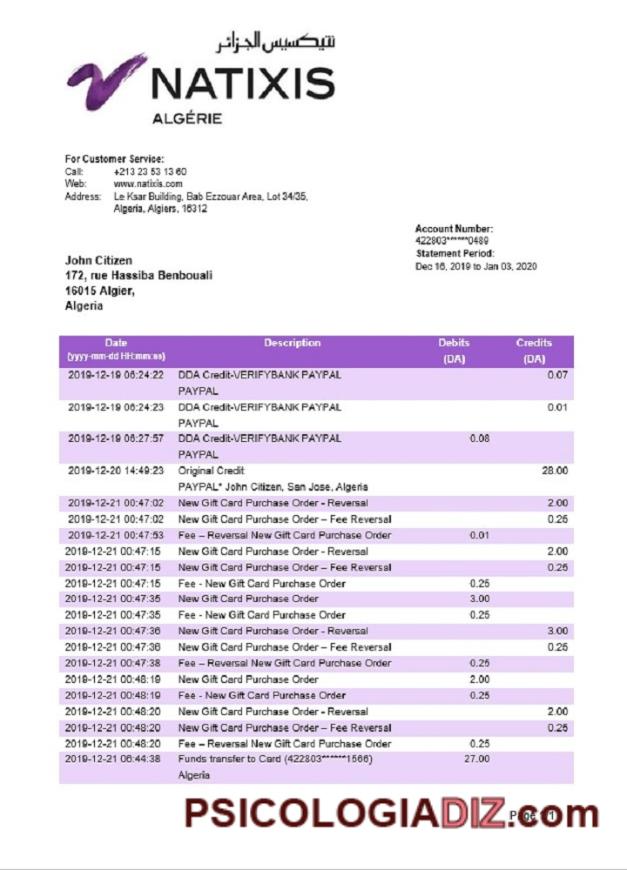 نتيكسيس الجزائر
NATIXIS
ALGÉRIE
For Customer Service:
Call: +213 23 53 13 60
Web: www.natixis.com
Address: Le Ksar Building, Bab Ezzouar Area, Lot 34/35,
Algeria, Algiers, 16312
Account Number:
422803******0489
Statement Period:
Dec 16, 2019 to Jan 03, 2020
John Citizen
172, rue Hassiba Benbouali
16015 Algier,
Algeria
Date Description Debits Credits
(yyyy-mm-dd HH:mm:ss) (DA) (DA)
2019-12-19 06:24:22 DDA Credit-VERIFYBANK PAYPAL 0.07
PAYPAL
2019-12-19 06:24:23 DDA Credit-VERIFYBANK PAYPAL 0.01
PAYPAL
2019-12-19 06:27:57 DDA Credit-VERIFYBANK PAYPAL 0.08
PAYPAL
2019-12-20 14:49:23 Original Credit 28.00
PAYPAL* John Citizen, San Jose, Algeria
2019-12-21 00:47:02 New Gift Card Purchase Order - Reversal 2.00
2019-12-21 00:47:02 New Gift Card Purchase Order – Fee Reversal 0.25
2019-12-21 00:47:53 Fee – Reversal New Gift Card Purchase Order 0.01
2019-12-21 00:47:15 New Gift Card Purchase Order - Reversal 2.00
2019-12-21 00:47:15 New Gift Card Purchase Order – Fee Reversal 0.25
2019-12-21 00:47:15 Fee - New Gift Card Purchase Order 0.25
2019-12-21 00:47:35 New Gift Card Purchase Order 3.00
2019-12-21 00:47:35 Fee - New Gift Card Purchase Order 0.25
2019-12-21 00:47:36 New Gift Card Purchase Order - Reversal 3.00
2019-12-21 00:47:36 New Gift Card Purchase Order – Fee Reversal 0.25
2019-12-21 00:47:38 Fee – Reversal New Gift Card Purchase Order 0.25
2019-12-21 00:48:19 New Gift Card Purchase Order 2.00
2019-12-21 00:48:19 Fee - New Gift Card Purchase Order 0.25
2019-12-21 00:48:20 New Gift Card Purchase Order - Reversal 2.00
2019-12-21 00:48:20 New Gift Card Purchase Order – Fee Reversal 0.25
2019-12-21 00:48:20 Fee – Reversal New Gift Card Purchase Order 0.25
2019-12-21 06:44:38 Funds transfer to Card (422803******1566) 27.00
Algeria
PSICOLOGIADIZ.com